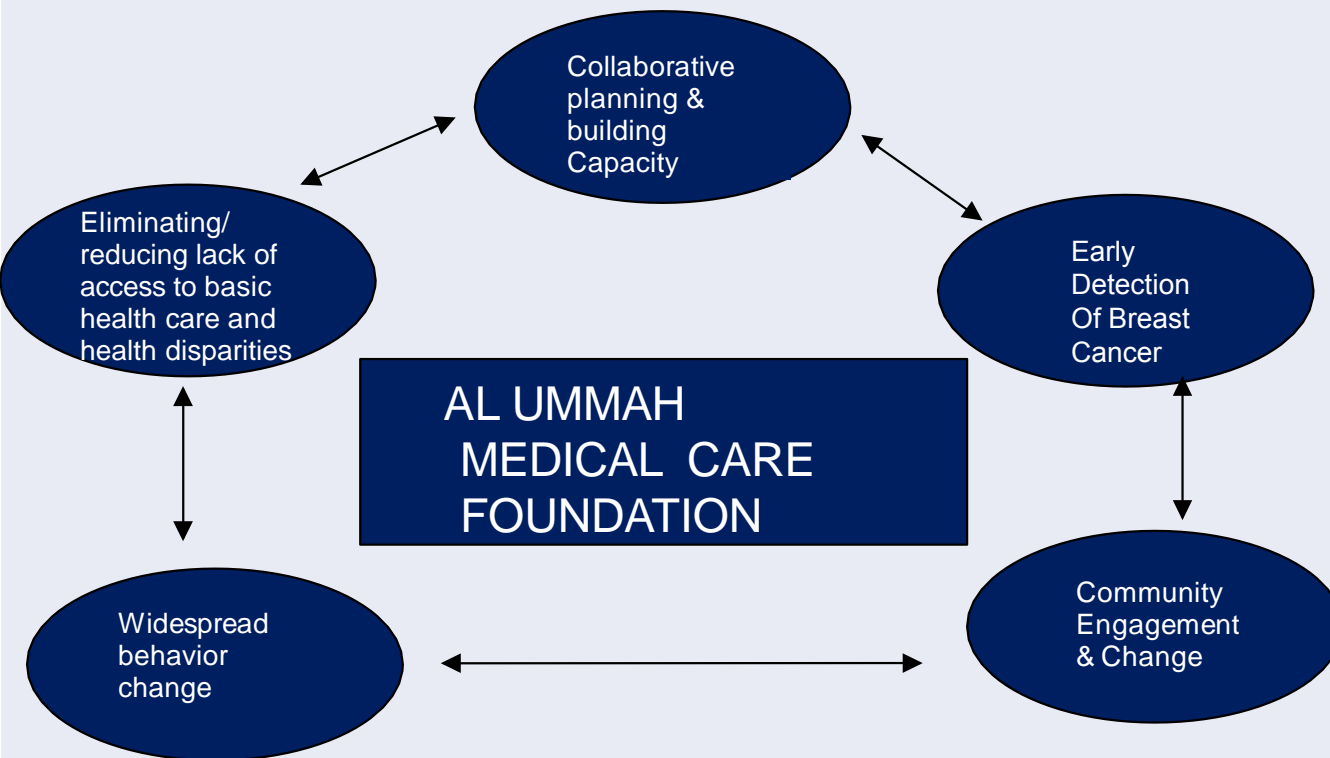 Collaborative
planning &
building
Capacity
Eliminating/
reducing lack of
access to basic
health care and
health disparities
Early
Detection
Of Breast
Cancer
AL UMMAH
MEDICAL CARE
FOUNDATION
Widespread
behavior
change
Community
Engagement
& Change